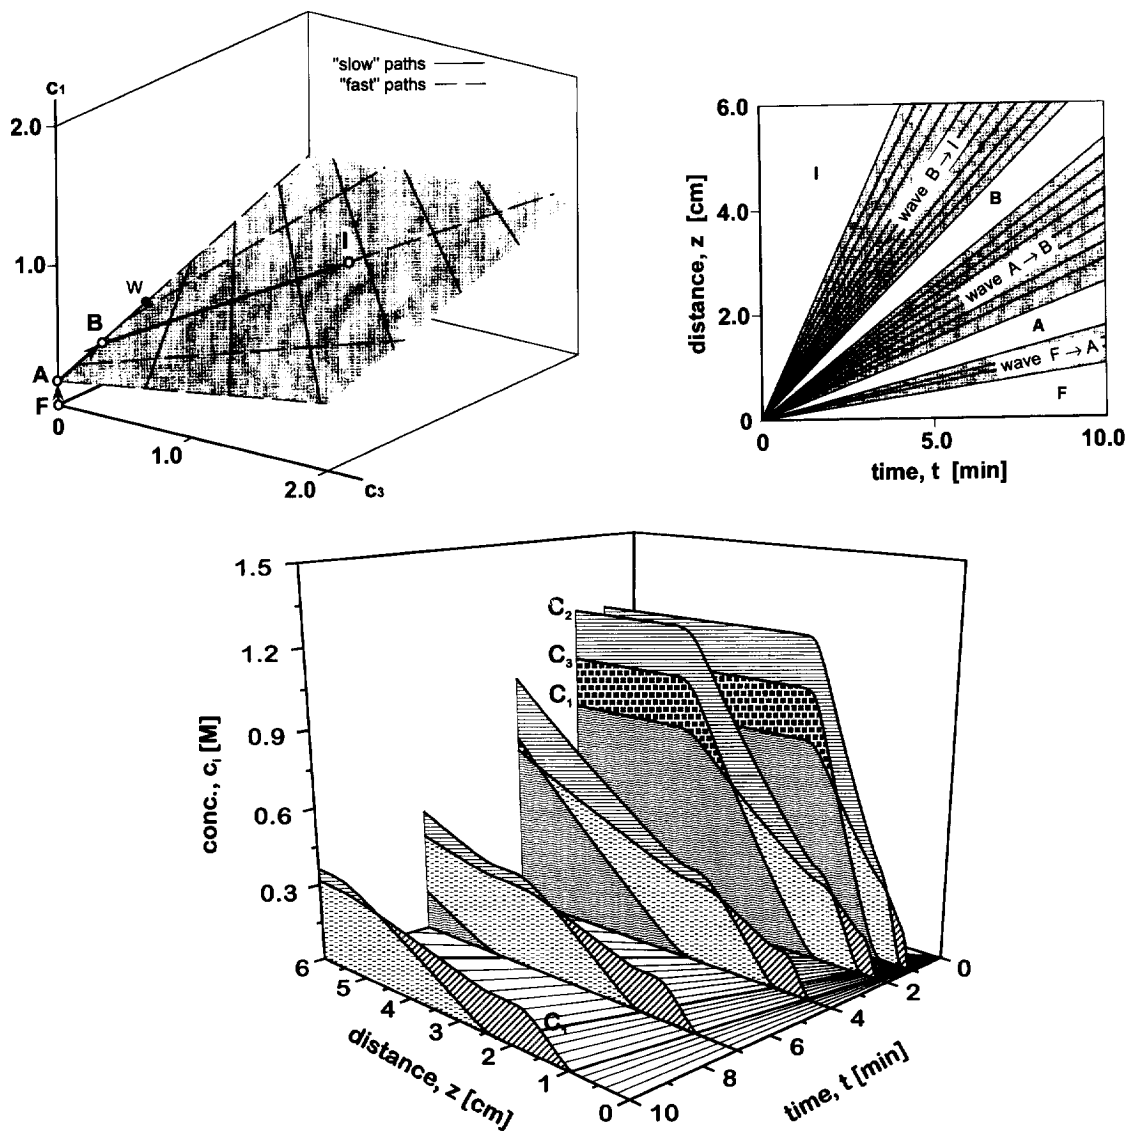 "slow" paths
"fast" paths
c₁
2.0
1.0
W
B
I
A
F
0
1.0
2.0
c₃
6.0
4.0
2.0
0
distance, z [cm]
I
wave B → I
B
wave A → B
A
wave F → A
F
0
5.0
10.0
time, t [min]
1.5
1.2
0.9
0.6
0.3
conc., cᵢ [M]
C₂
C₃
C₁
C₁
6
5
4
3
2
1
0
distance, z [cm]
0
2
4
6
8
10
time, t [min]